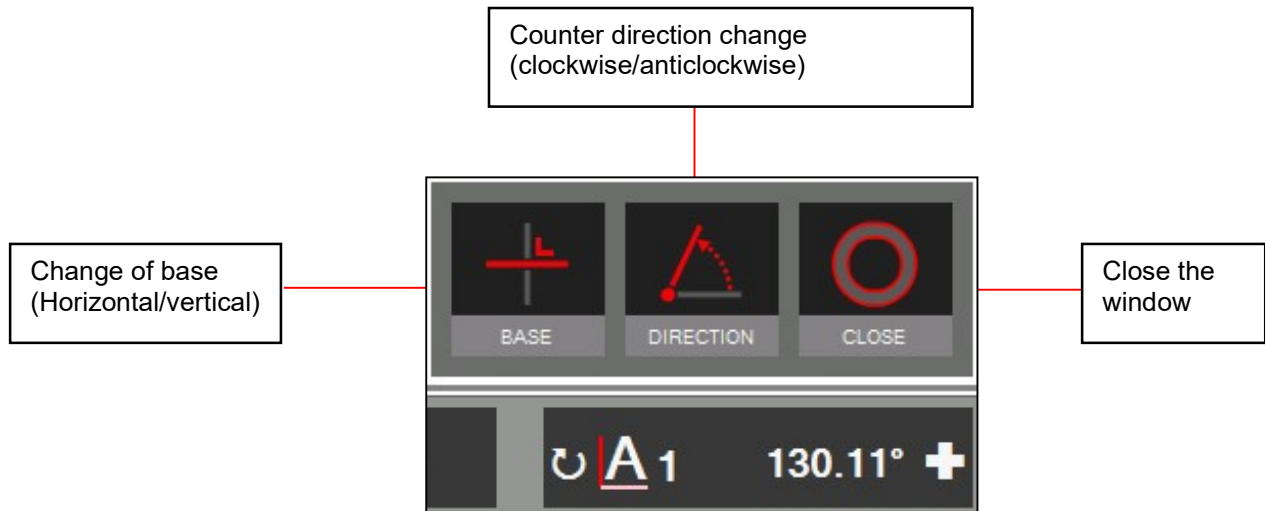 Counter direction change
(clockwise/anticlockwise)
Change of base
(Horizontal/vertical)
Close the
window
BASE
DIRECTION
CLOSE
A 1 130.11°